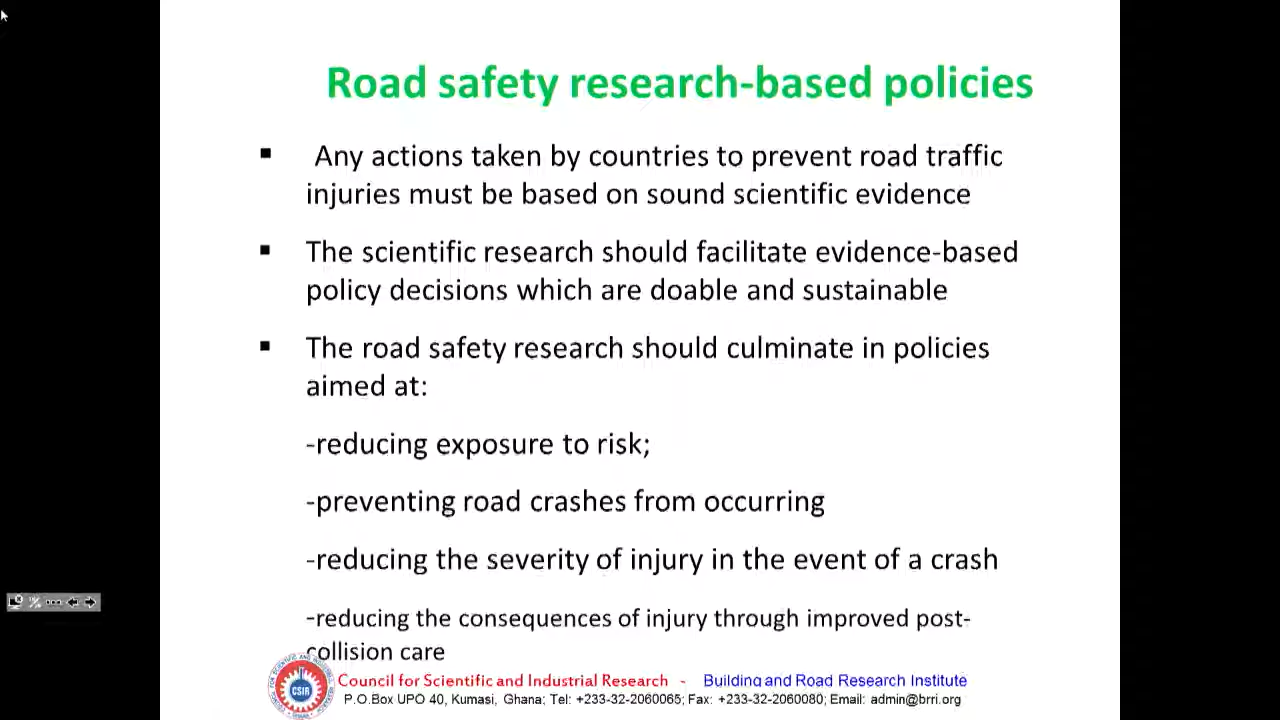 Road safety research-based policies
▪ Any actions taken by countries to prevent road traffic
injuries must be based on sound scientific evidence
▪ The scientific research should facilitate evidence-based
policy decisions which are doable and sustainable
▪ The road safety research should culminate in policies
aimed at:
-reducing exposure to risk;
-preventing road crashes from occurring
-reducing the severity of injury in the event of a crash
-reducing the consequences of injury through improved post-
collision care
CSIR
Council for Scientific and Industrial Research - Building and Road Research Institute
P.O.Box UPO 40, Kumasi, Ghana; Tel: +233-32-2060065; Fax: +233-32-2060080; Email: admin@brri.org